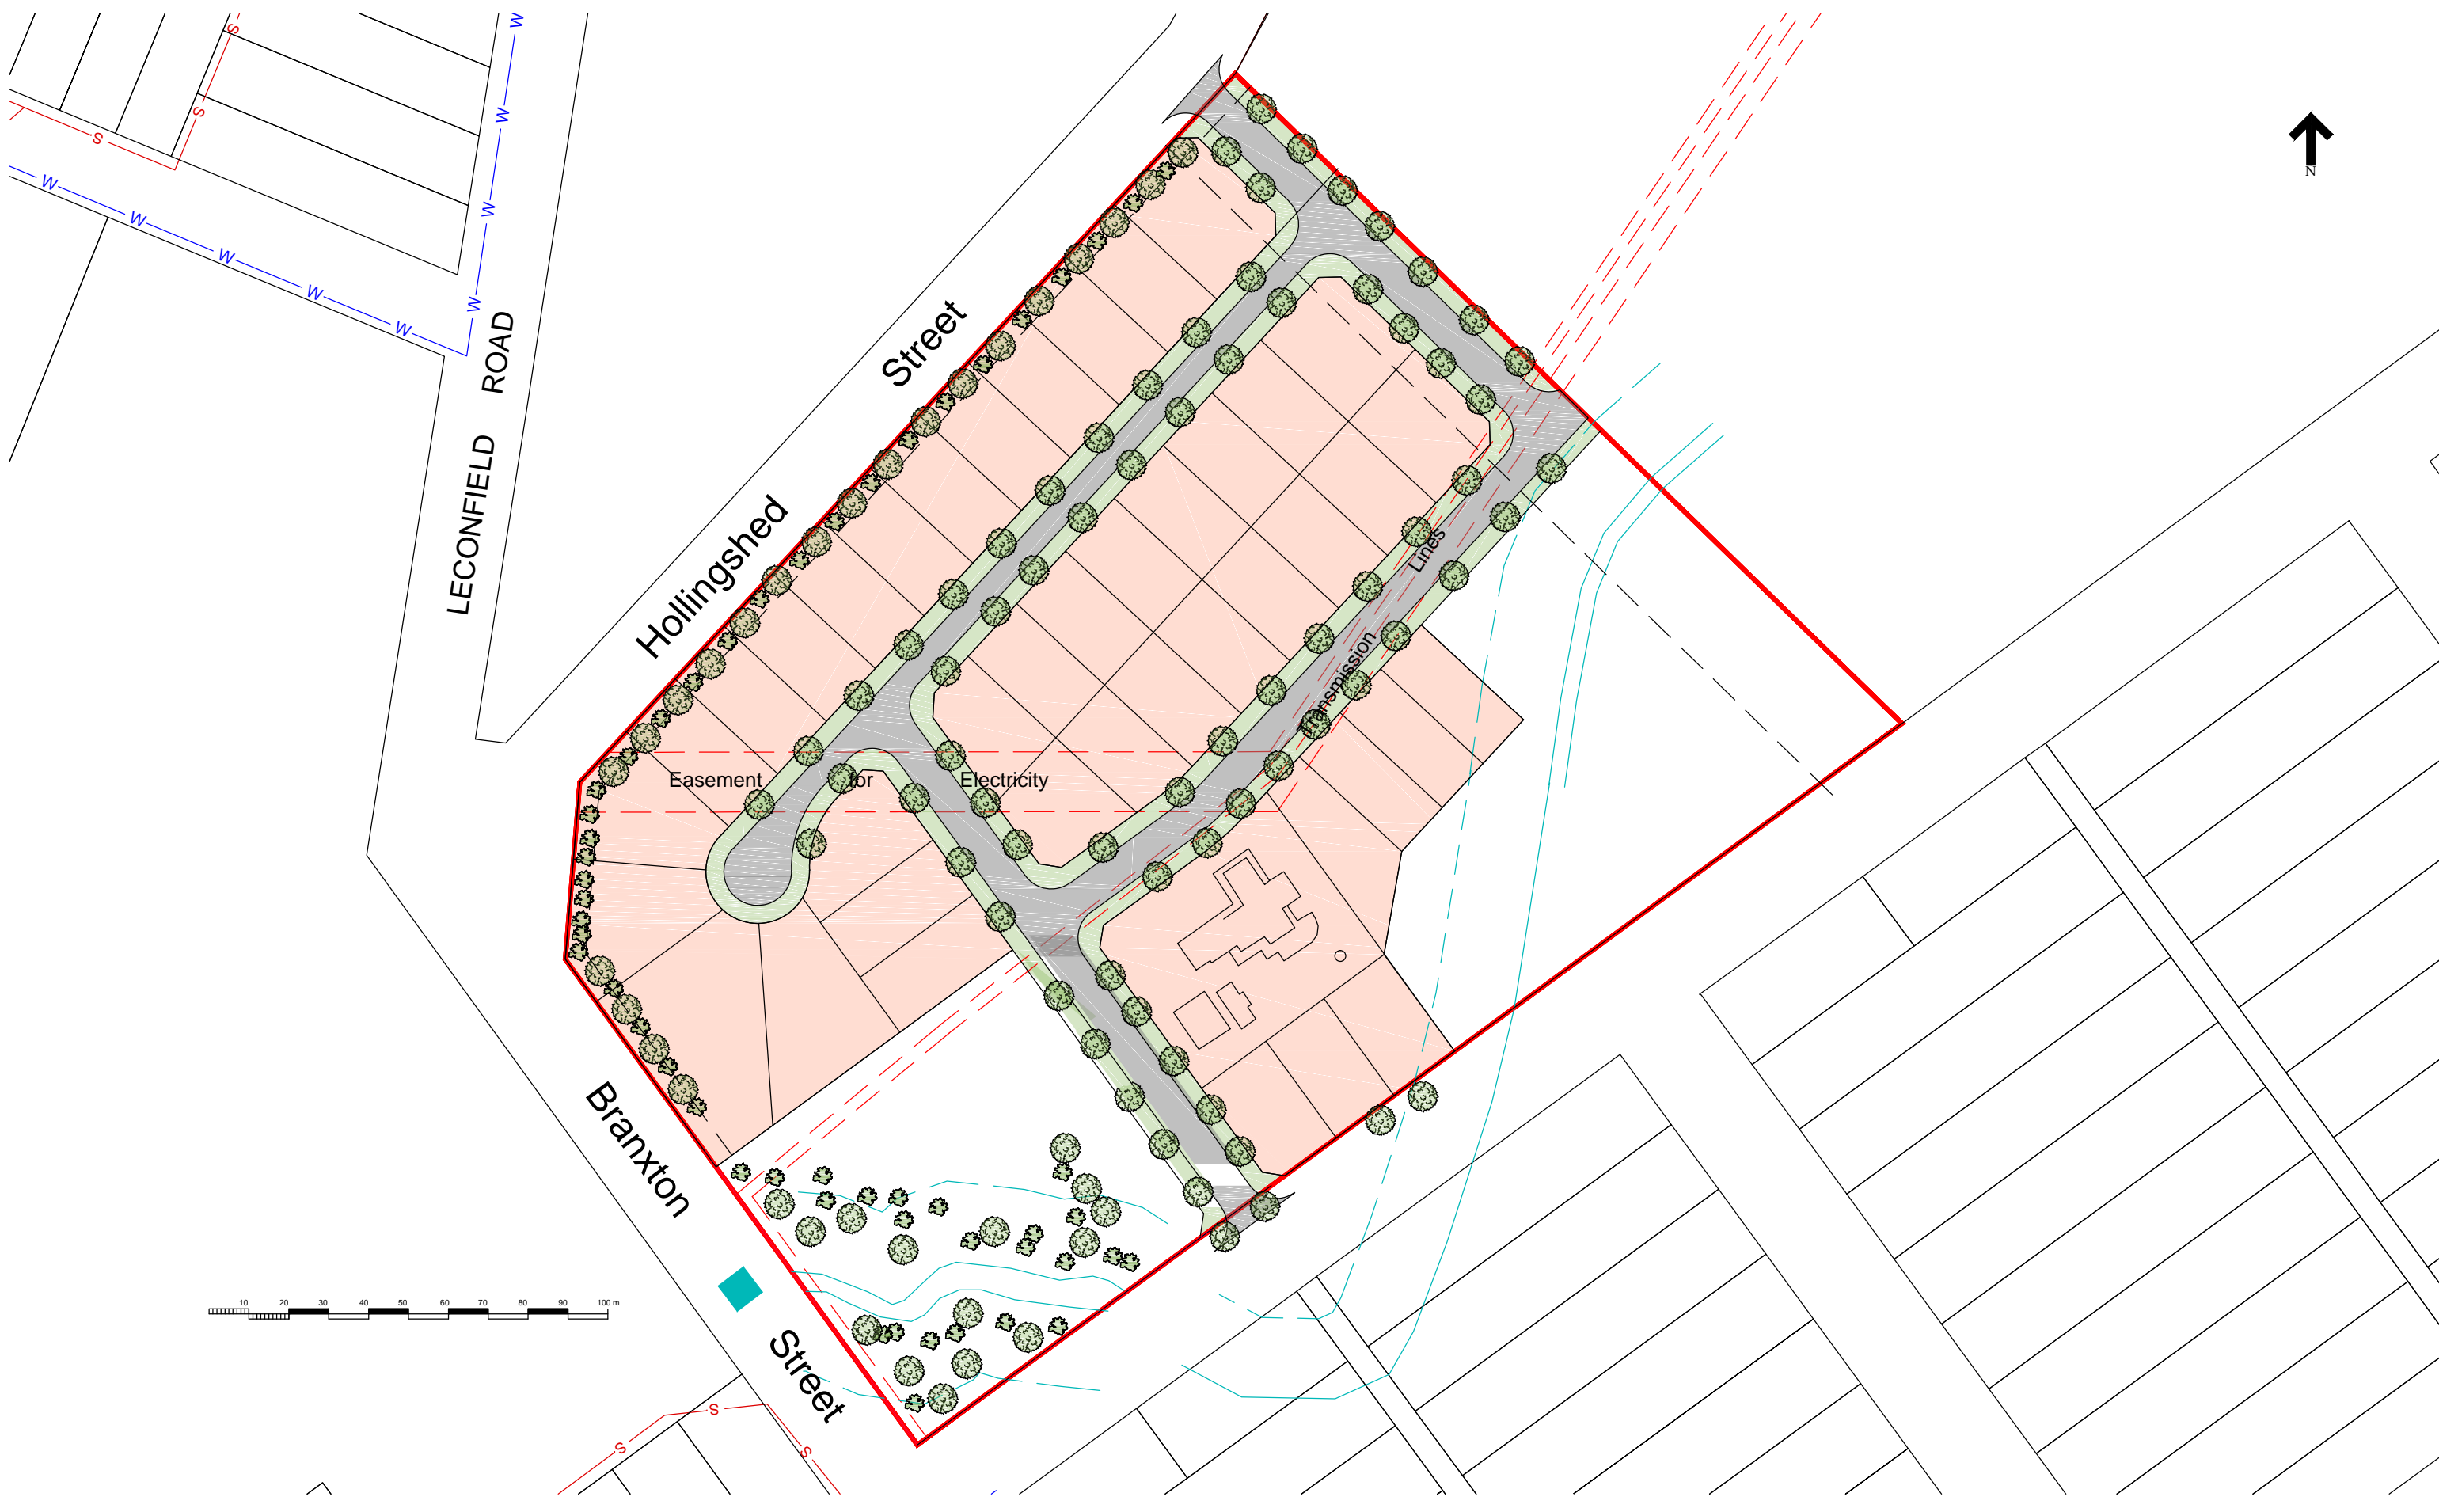 S
S
S
W
W
W
W
W
W
W
W
W
LECONFIELD ROAD
Hollingshed Street
N
Lines
Transmission
Easement for Electricity
Branxton Street
10 20 30 40 50 60 70 80 90 100 m
S
S
S